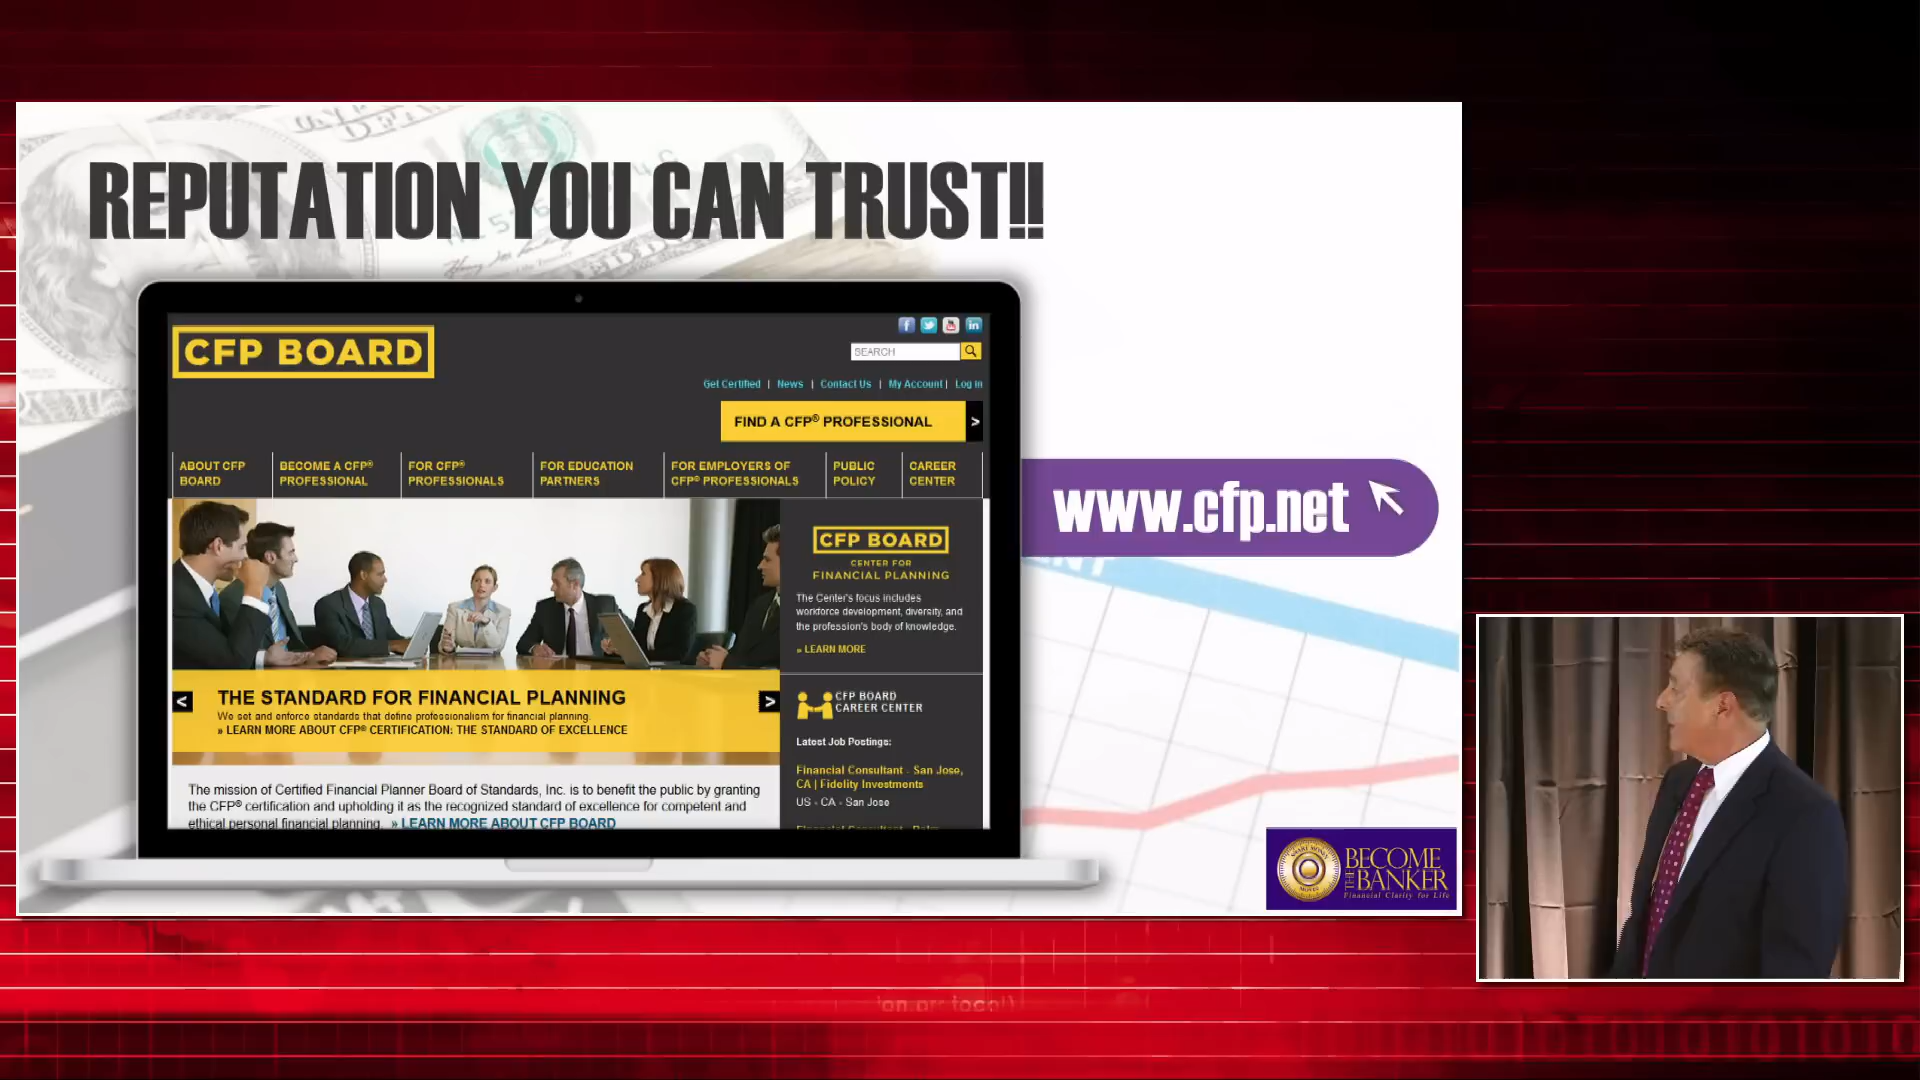 REPUTATION YOU CAN TRUST!!
CFP BOARD
SEARCH
Get Certified | News | Contact Us | My Account | Log in
FIND A CFP® PROFESSIONAL >
ABOUT CFP BOARD
BECOME A CFP® PROFESSIONAL
FOR CFP® PROFESSIONALS
FOR EDUCATION PARTNERS
FOR EMPLOYERS OF CFP® PROFESSIONALS
PUBLIC POLICY
CAREER CENTER
www.cfp.net
CFP BOARD
CENTER FOR
FINANCIAL PLANNING
The Center's focus includes
workforce development, diversity, and
the profession's body of knowledge.
» LEARN MORE
THE STANDARD FOR FINANCIAL PLANNING
We set and enforce standards that define professionalism for financial planning.
» LEARN MORE ABOUT CFP® CERTIFICATION: THE STANDARD OF EXCELLENCE
CFP BOARD
CAREER CENTER
Latest Job Postings:
Financial Consultant - San Jose,
CA | Fidelity Investments
US - CA - San Jose
The mission of Certified Financial Planner Board of Standards, Inc. is to benefit the public by granting
the CFP® certification and upholding it as the recognized standard of excellence for competent and
ethical personal financial planning. » LEARN MORE ABOUT CFP BOARD
BECOME
THE BANKER
Financial Clarity for Life